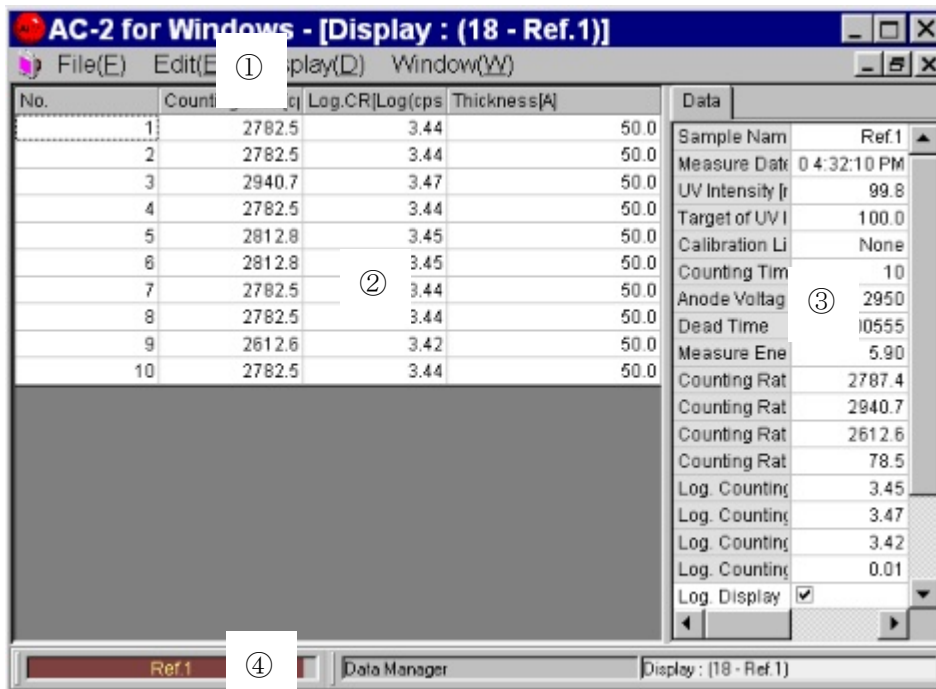 AC-2 for Windows - [Display : (18 - Ref.1)]
File(E) Edit(E ① play(D) Window(W)
No. Counti Log.CR[Log(cps Thickness[A]
1 2782.5 3.44 50.0
2 2782.5 3.44 50.0
3 2940.7 3.47 50.0
4 2782.5 3.44 50.0
5 2812.8 3.45 50.0
6 2812.8 3.45 50.0
7 2782.5 3.44 50.0
8 2782.5 3.44 50.0
9 2612.6 3.42 50.0
10 2782.5 3.44 50.0
②
Data
Sample Nam Ref.1
Measure Date 0 4:32:10 PM
UV Intensity [r 99.8
Target of UV I 100.0
Calibration Li None
Counting Tim 10
Anode Voltag 2950
③
Dead Time 00555
Measure Ene 5.90
Counting Rat 2787.4
Counting Rat 2940.7
Counting Rat 2612.6
Counting Rat 78.5
Log. Counting 3.45
Log. Counting 3.47
Log. Counting 3.42
Log. Counting 0.01
Log. Display
Ref.1 ④ Data Manager Display : (18 - Ref.1)